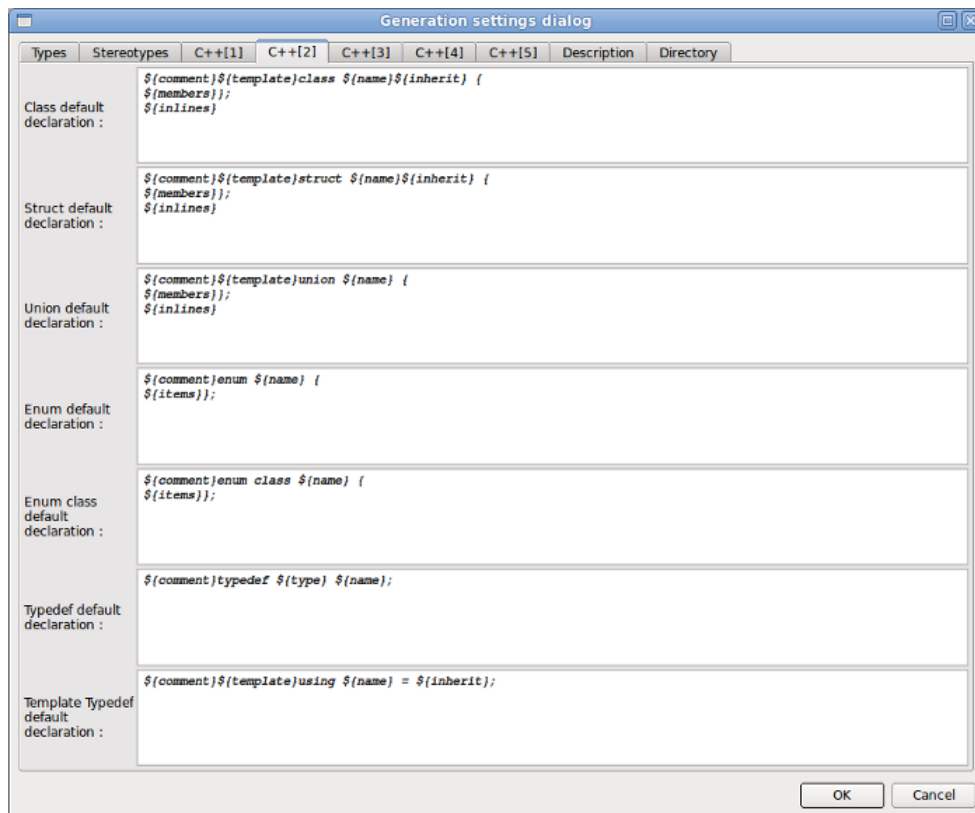 Generation settings dialog
Types Stereotypes C++[1] C++[2] C++[3] C++[4] C++[5] Description Directory
Class default
declaration :
${comment}${template}class ${name}${inherit} {
${members}};
${inlines}
Struct default
declaration :
${comment}${template}struct ${name}${inherit} {
${members}};
${inlines}
Union default
declaration :
${comment}${template}union ${name} {
${members}};
${inlines}
Enum default
declaration :
${comment}enum ${name} {
${items}};
Enum class
default
declaration :
${comment}enum class ${name} {
${items}};
Typedef default
declaration :
${comment}typedef ${type} ${name};
Template Typedef
default
declaration :
${comment}${template}using ${name} = ${inherit};
OK Cancel